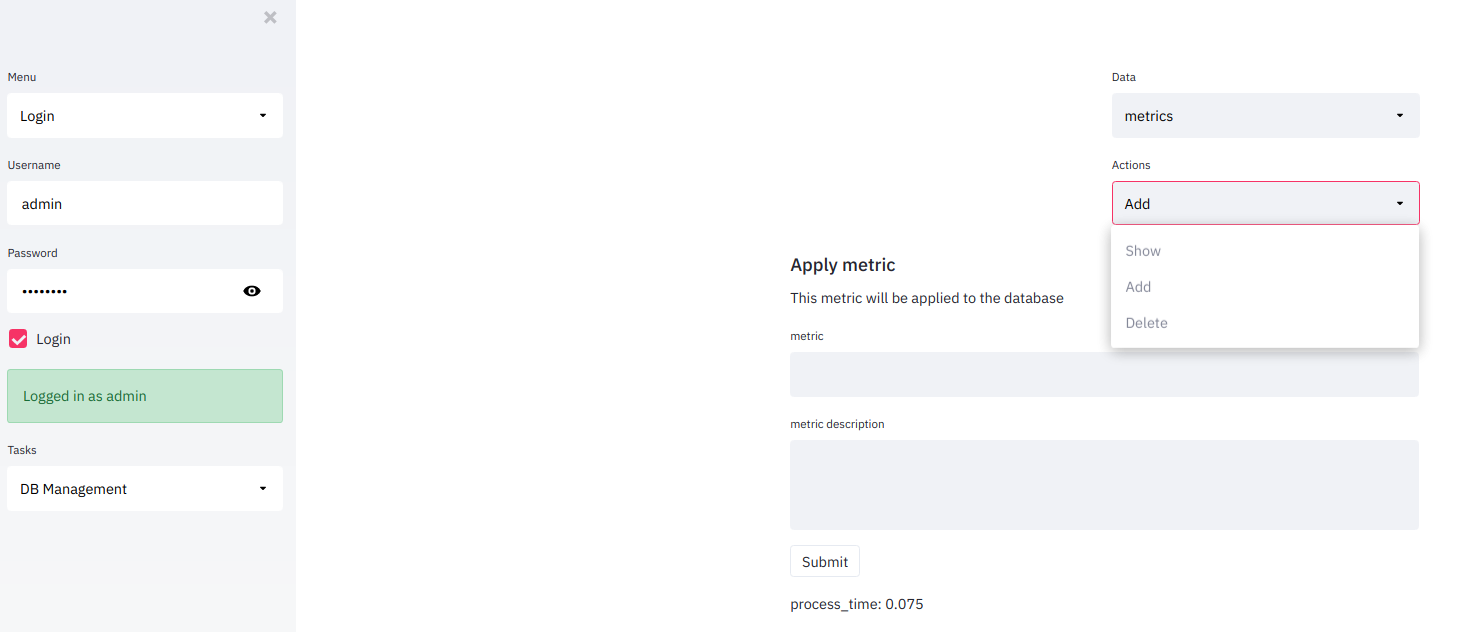 Menu
Login
Username
admin
Password
Login
Logged in as admin
Tasks
DB Management
Data
metrics
Actions
Add
Show
Add
Delete
Apply metric
This metric will be applied to the database
metric
metric description
Submit
process_time: 0.075